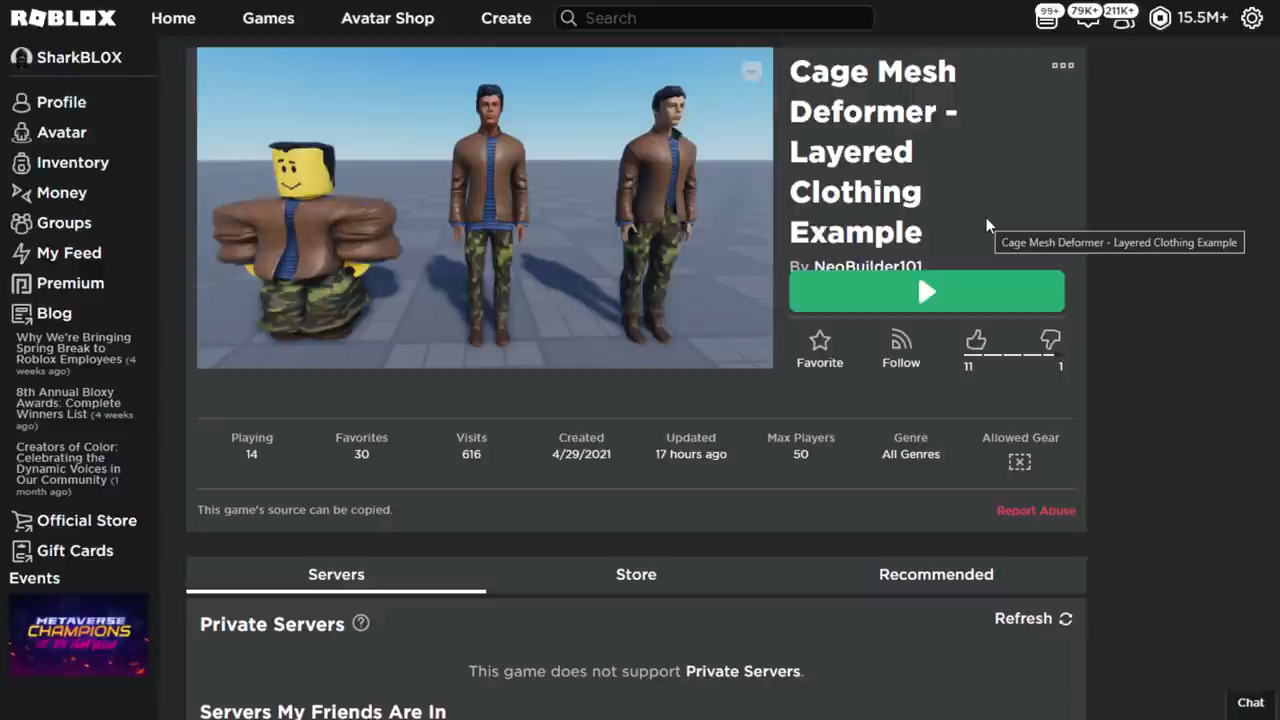 ROBLOX
Home
Games
Avatar Shop
Create
Search
99+
79K+
211K+
15.5M+
SharkBL0X
Profile
Avatar
Inventory
Money
Groups
My Feed
Premium
Blog
Why We're Bringing
Spring Break to
Roblox Employees (4
weeks ago)
8th Annual Bloxy
Awards: Complete
Winners List (4 weeks
ago)
Creators of Color:
Celebrating the
Dynamic Voices in
Our Community (1
month ago)
Official Store
Gift Cards
Events
METAVERSE
CHAMPIONS
Cage Mesh
Deformer -
Layered
Clothing
Example
By NeoBuilder101
Cage Mesh Deformer - Layered Clothing Example
Favorite
Follow
11
1
Playing
14
Favorites
30
Visits
616
Created
4/29/2021
Updated
17 hours ago
Max Players
50
Genre
All Genres
Allowed Gear
This game's source can be copied.
Report Abuse
Servers
Store
Recommended
Private Servers
Refresh
This game does not support Private Servers.
Servers My Friends Are In
Chat